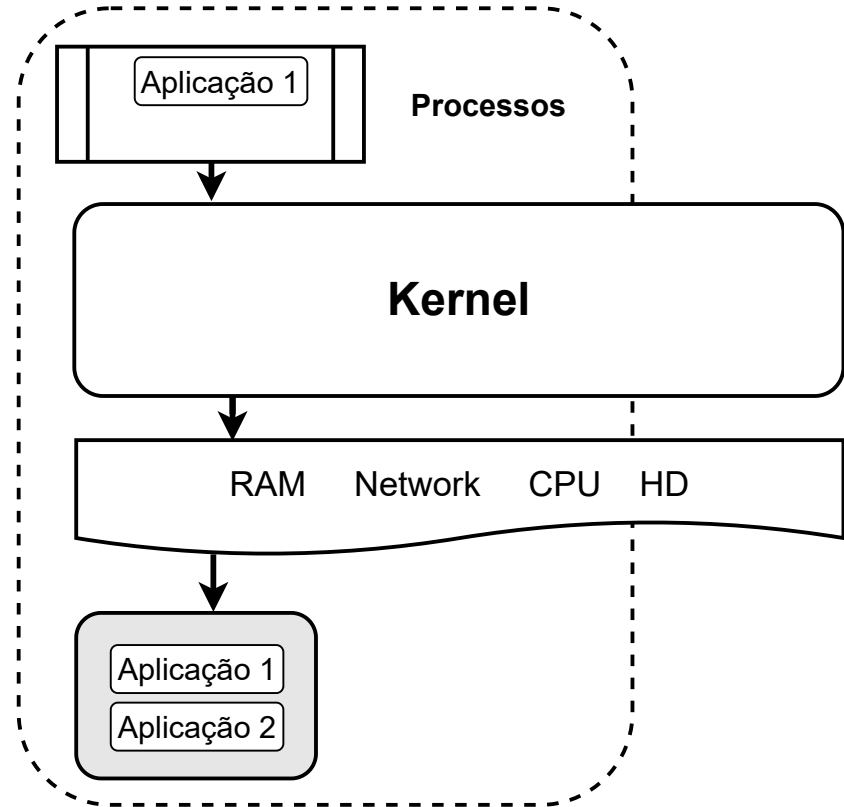 Aplicação 1
Processos
Kernel
RAM Network CPU HD
Aplicação 1
Aplicação 2